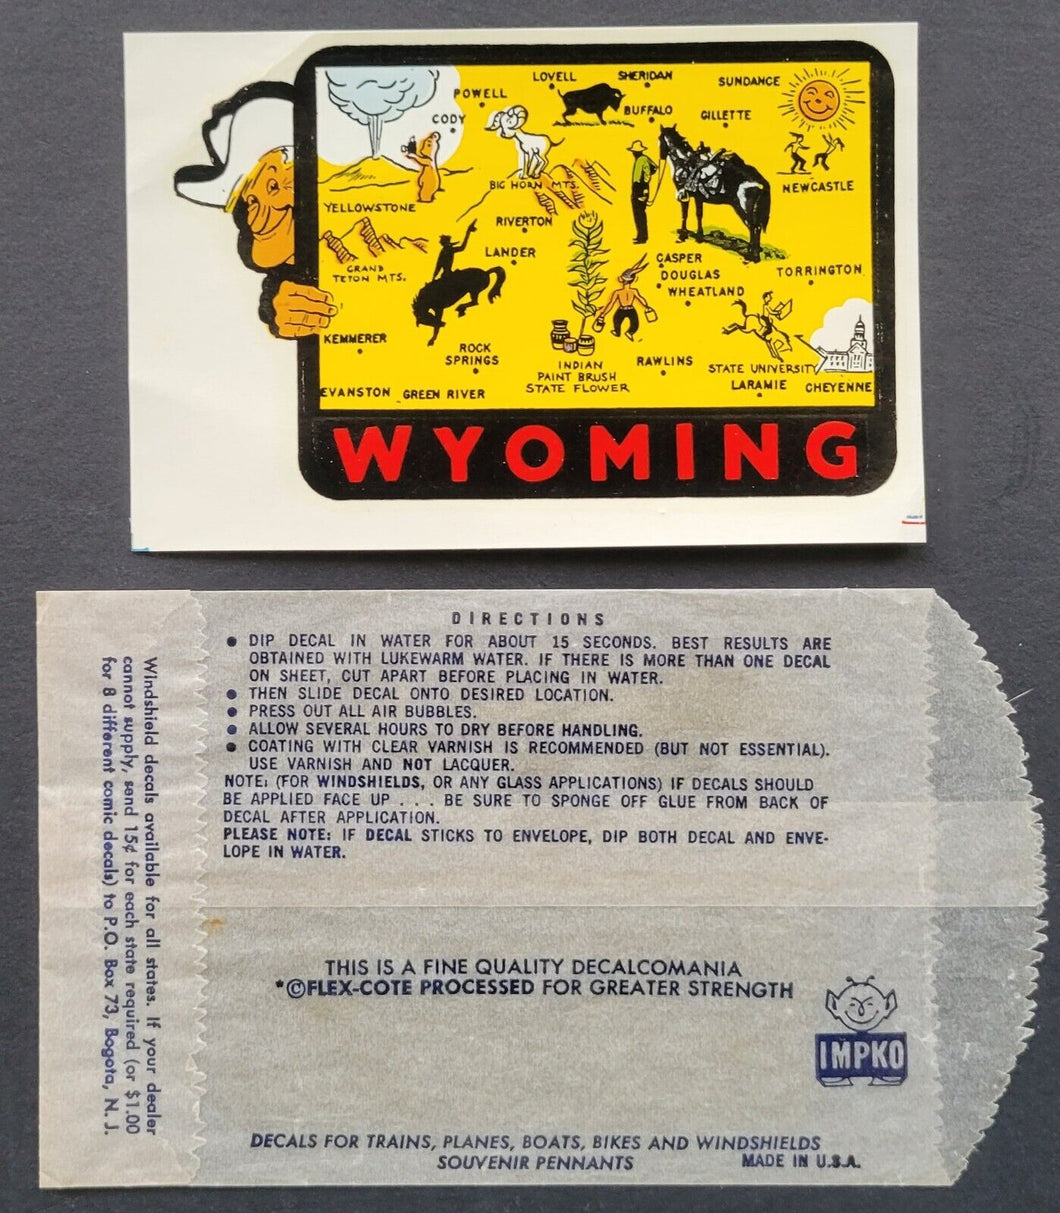 LOVELL
SHERIDAN
SUNDANCE
POWELL
BUFFALO
GILLETTE
CODY
BIG HORN MTS.
NEWCASTLE
YELLOWSTONE
RIVERTON
LANDER
CASPER
GRAND
TETON MTS.
DOUGLAS
TORRINGTON
WHEATLAND
KEMMERER
ROCK
SPRINGS
INDIAN
PAINT BRUSH
STATE FLOWER
RAWLINS
STATE UNIVERSITY
LARAMIE
CHEYENNE
EVANSTON
GREEN RIVER
WYOMING
DIRECTIONS
• DIP DECAL IN WATER FOR ABOUT 15 SECONDS. BEST RESULTS ARE
OBTAINED WITH LUKEWARM WATER. IF THERE IS MORE THAN ONE DECAL
ON SHEET, CUT APART BEFORE PLACING IN WATER.
• THEN SLIDE DECAL ONTO DESIRED LOCATION.
• PRESS OUT ALL AIR BUBBLES.
• ALLOW SEVERAL HOURS TO DRY BEFORE HANDLING.
• COATING WITH CLEAR VARNISH IS RECOMMENDED (BUT NOT ESSENTIAL).
USE VARNISH AND NOT LACQUER.
NOTE: (FOR WINDSHIELDS, OR ANY GLASS APPLICATIONS) IF DECALS SHOULD
BE APPLIED FACE UP . . . BE SURE TO SPONGE OFF GLUE FROM BACK OF
DECAL AFTER APPLICATION.
PLEASE NOTE: IF DECAL STICKS TO ENVELOPE, DIP BOTH DECAL AND ENVE-
LOPE IN WATER.
THIS IS A FINE QUALITY DECALCOMANIA
*©FLEX-COTE PROCESSED FOR GREATER STRENGTH
IMPKO
DECALS FOR TRAINS, PLANES, BOATS, BIKES AND WINDSHIELDS
SOUVENIR PENNANTS
MADE IN U.S.A.
Windshield decals available for all states. If your dealer
cannot supply, send 15¢ for each state required (or $1.00
for 8 different comic decals) to P.O. Box 73, Bogota, N. J.